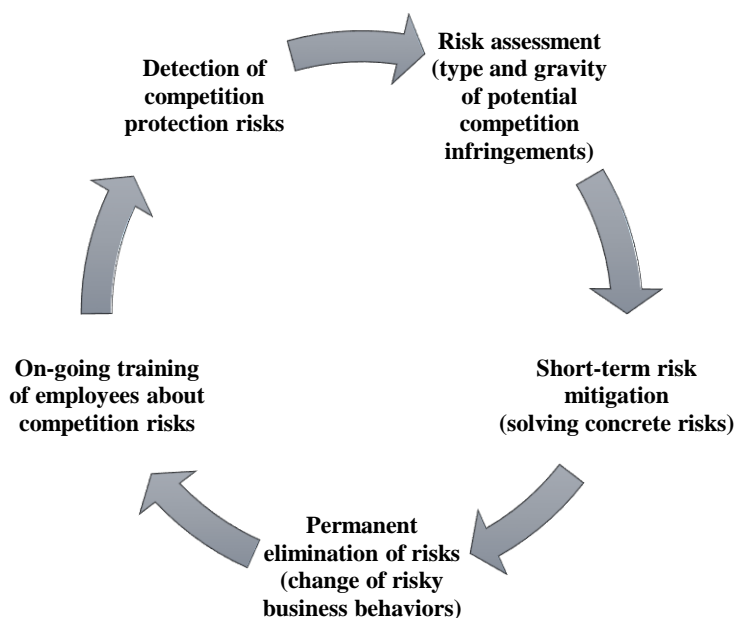 Detection of
competition
protection risks
Risk assessment
(type and gravity
of potential
competition
infringements)
Short-term risk
mitigation
(solving concrete risks)
Permanent
elimination of risks
(change of risky
business behaviors)
On-going training
of employees about
competition risks